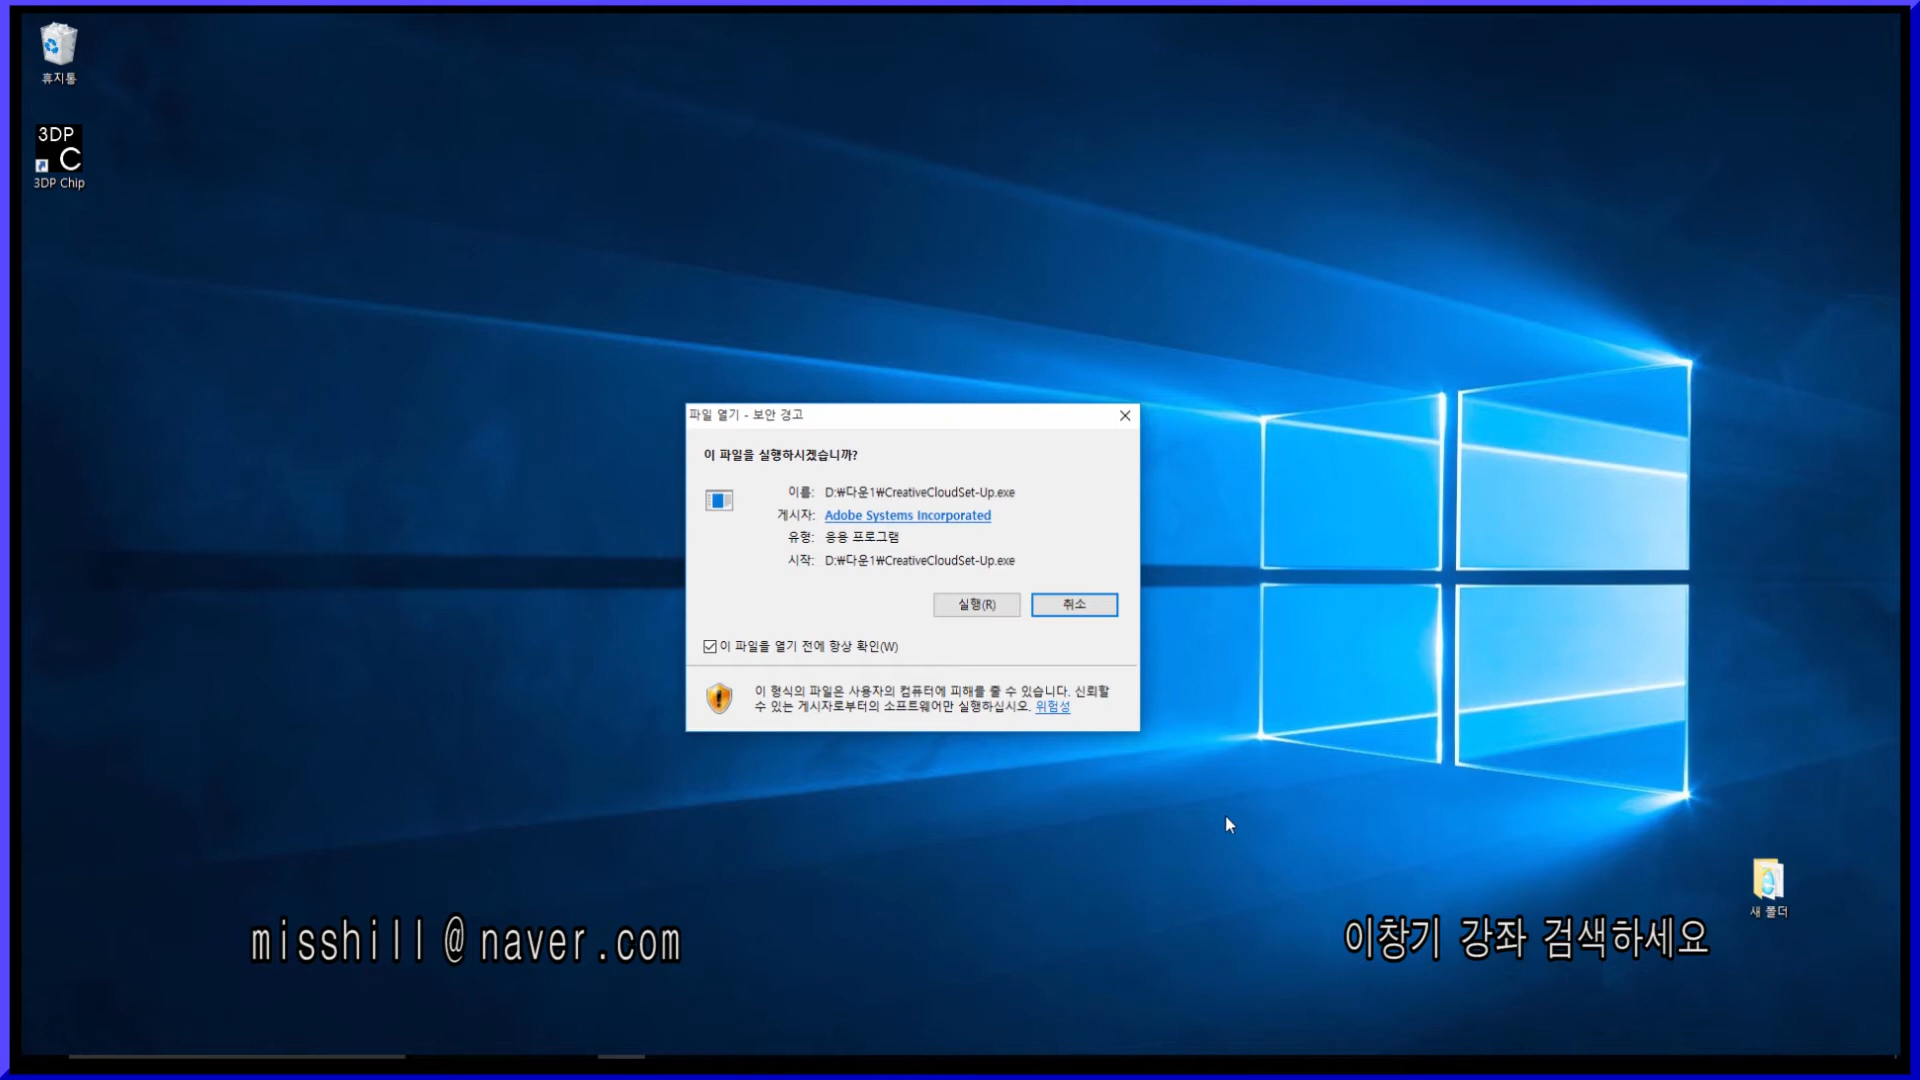 휴지통
3DP
C
3DP Chip
파일 열기 - 보안 경고
이 파일을 실행하시겠습니까?
이름: D:₩다운1₩CreativeCloudSet-Up.exe
게시자: Adobe Systems Incorporated
유형: 응용 프로그램
시작: D:₩다운1₩CreativeCloudSet-Up.exe
실행(R) 취소
이 파일을 열기 전에 항상 확인(W)
이 형식의 파일은 사용자의 컴퓨터에 피해를 줄 수 있습니다. 신뢰할
수 있는 게시자로부터의 소프트웨어만 실행하십시오. 위험성
새 폴더
misshill@naver.com
이창기 강좌 검색하세요